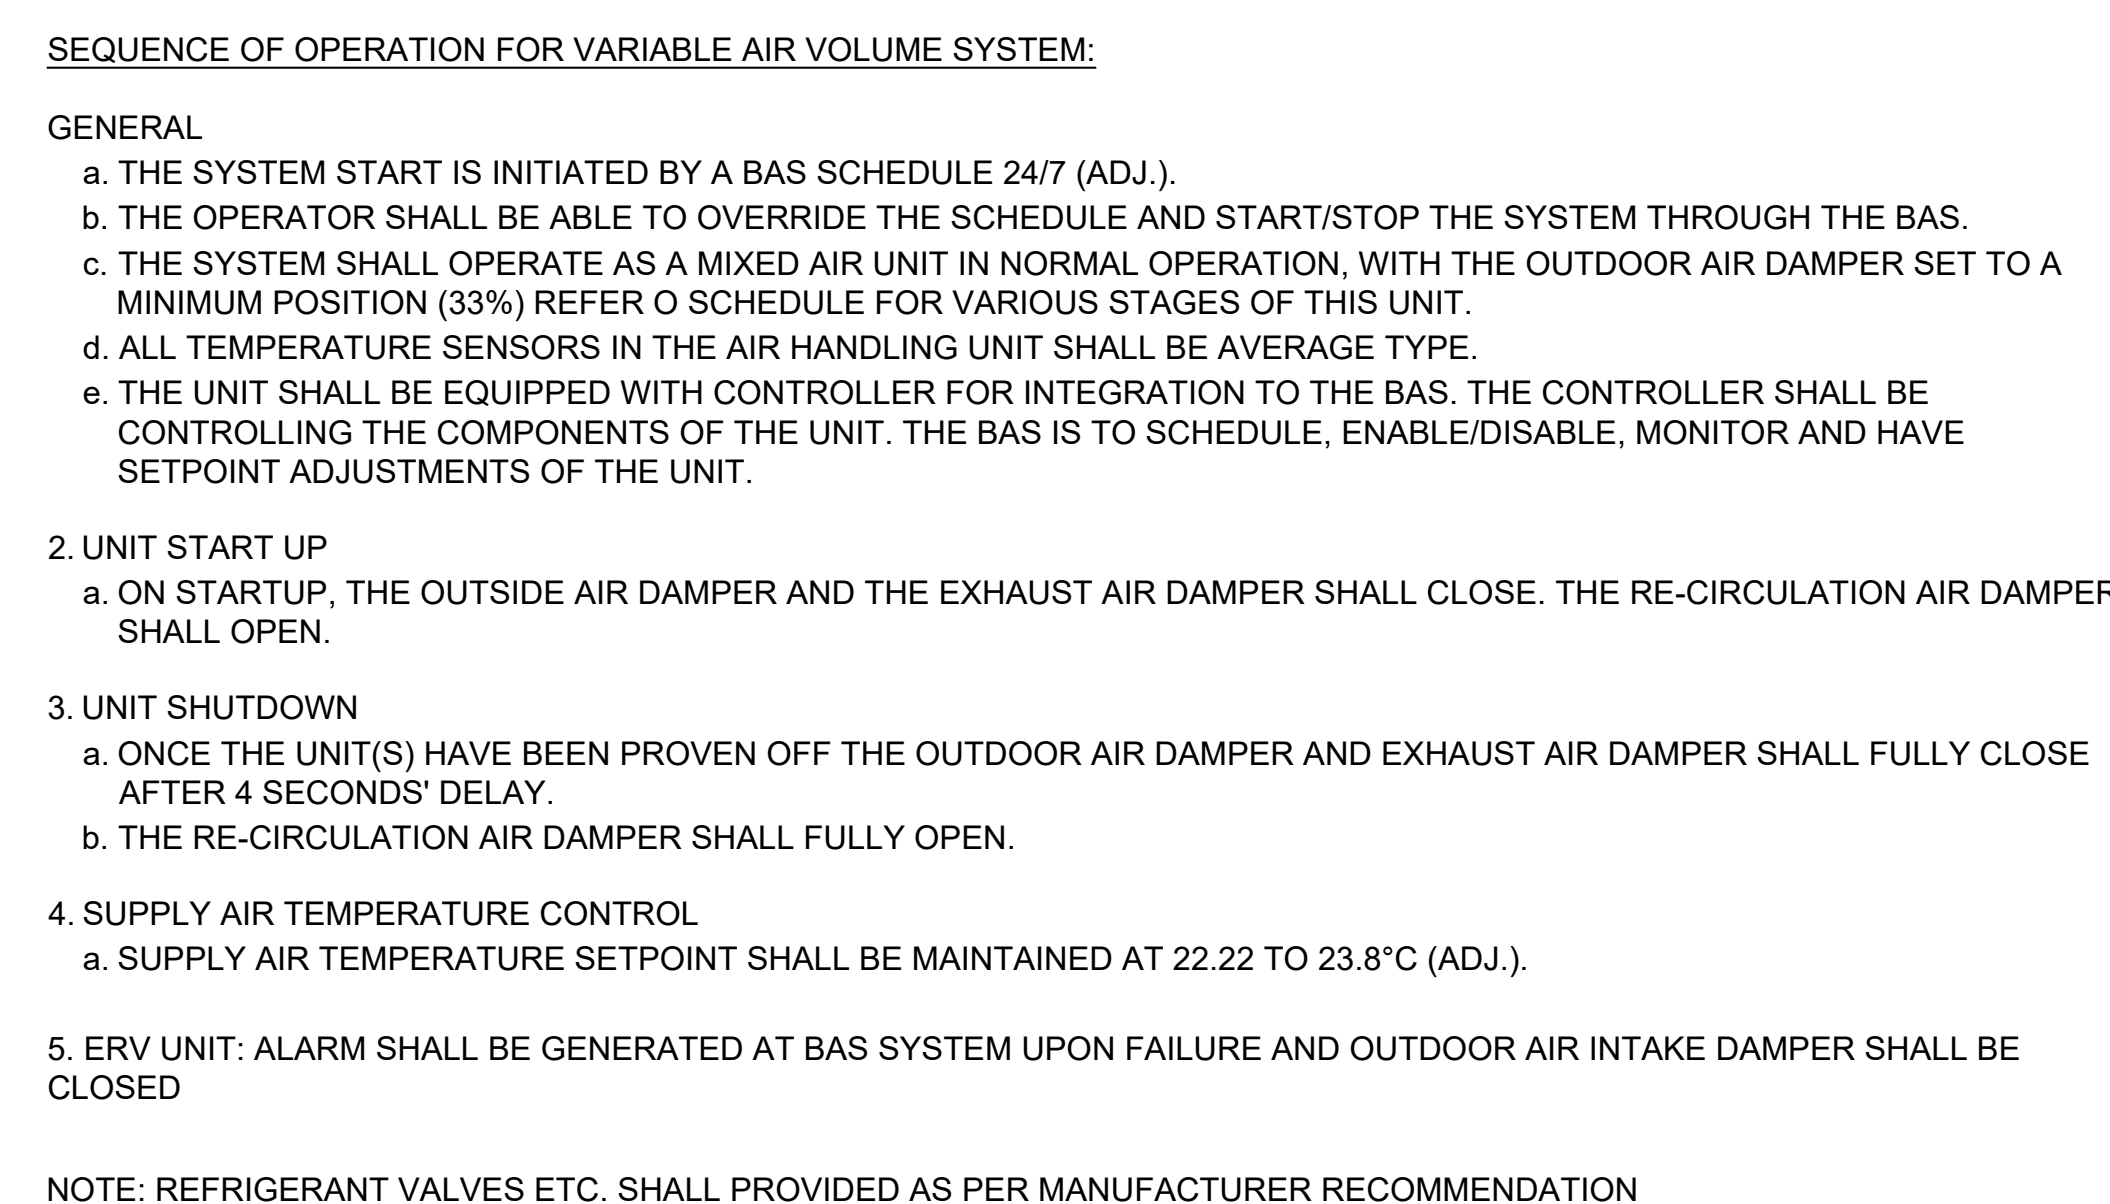 SEQUENCE OF OPERATION FOR VARIABLE AIR VOLUME SYSTEM:
GENERAL
a. THE SYSTEM START IS INITIATED BY A BAS SCHEDULE 24/7 (ADJ.).
b. THE OPERATOR SHALL BE ABLE TO OVERRIDE THE SCHEDULE AND START/STOP THE SYSTEM THROUGH THE BAS.
c. THE SYSTEM SHALL OPERATE AS A MIXED AIR UNIT IN NORMAL OPERATION, WITH THE OUTDOOR AIR DAMPER SET TO A
MINIMUM POSITION (33%) REFER O SCHEDULE FOR VARIOUS STAGES OF THIS UNIT.
d. ALL TEMPERATURE SENSORS IN THE AIR HANDLING UNIT SHALL BE AVERAGE TYPE.
e. THE UNIT SHALL BE EQUIPPED WITH CONTROLLER FOR INTEGRATION TO THE BAS. THE CONTROLLER SHALL BE
CONTROLLING THE COMPONENTS OF THE UNIT. THE BAS IS TO SCHEDULE, ENABLE/DISABLE, MONITOR AND HAVE
SETPOINT ADJUSTMENTS OF THE UNIT.
2. UNIT START UP
a. ON STARTUP, THE OUTSIDE AIR DAMPER AND THE EXHAUST AIR DAMPER SHALL CLOSE. THE RE-CIRCULATION AIR DAMPER
SHALL OPEN.
3. UNIT SHUTDOWN
a. ONCE THE UNIT(S) HAVE BEEN PROVEN OFF THE OUTDOOR AIR DAMPER AND EXHAUST AIR DAMPER SHALL FULLY CLOSE
AFTER 4 SECONDS' DELAY.
b. THE RE-CIRCULATION AIR DAMPER SHALL FULLY OPEN.
4. SUPPLY AIR TEMPERATURE CONTROL
a. SUPPLY AIR TEMPERATURE SETPOINT SHALL BE MAINTAINED AT 22.22 TO 23.8°C (ADJ.).
5. ERV UNIT: ALARM SHALL BE GENERATED AT BAS SYSTEM UPON FAILURE AND OUTDOOR AIR INTAKE DAMPER SHALL BE
CLOSED
NOTE: REFRIGERANT VALVES ETC. SHALL PROVIDED AS PER MANUFACTURER RECOMMENDATION